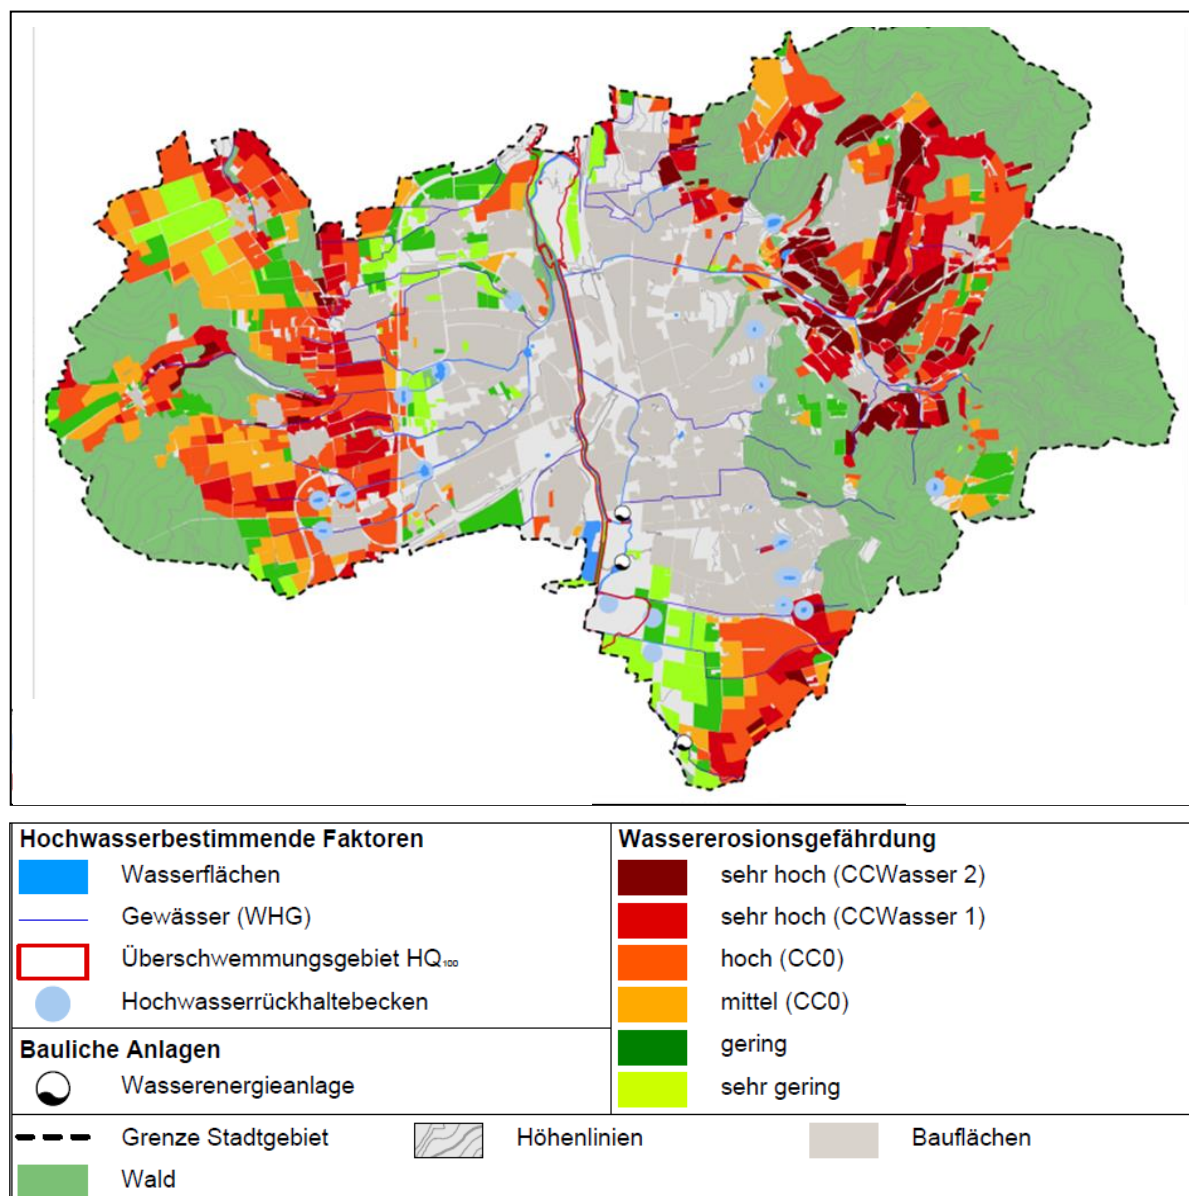 Hochwasserbestimmende Faktoren
Wasserflächen
Gewässer (WHG)
Überschwemmungsgebiet HQ₁₀₀
Hochwasserrückhaltebecken
Bauliche Anlagen
Wasserenergieanlage
Wassererosionsgefährdung
sehr hoch (CCWasser 2)
sehr hoch (CCWasser 1)
hoch (CC0)
mittel (CC0)
gering
sehr gering
Grenze Stadtgebiet
Höhenlinien
Bauflächen
Wald